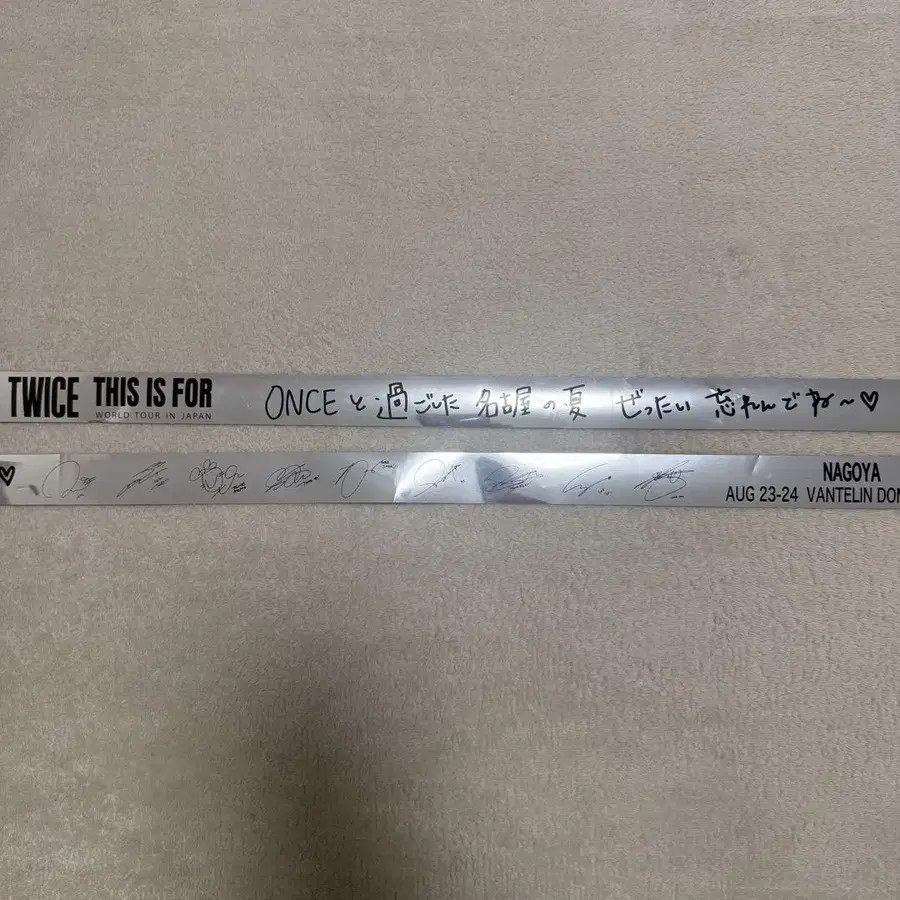 TWICE THIS IS FOR
WORLD TOUR IN JAPAN
ONCEと過ごした名古屋の夏 ぜったい忘れんでね〜♡
♡
NAGOYA
AUG 23-24 VANTELIN DOM